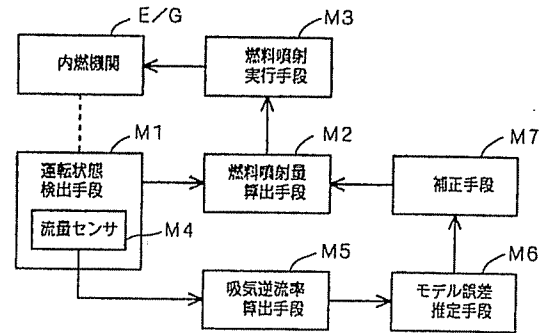 E/G
M3
内燃機関
燃料噴射
実行手段
M1
M2
M7
運転状態
検出手段
燃料噴射量
算出手段
補正手段
流量センサ
M4
M5
M6
吸気逆流率
算出手段
モデル誤差
推定手段